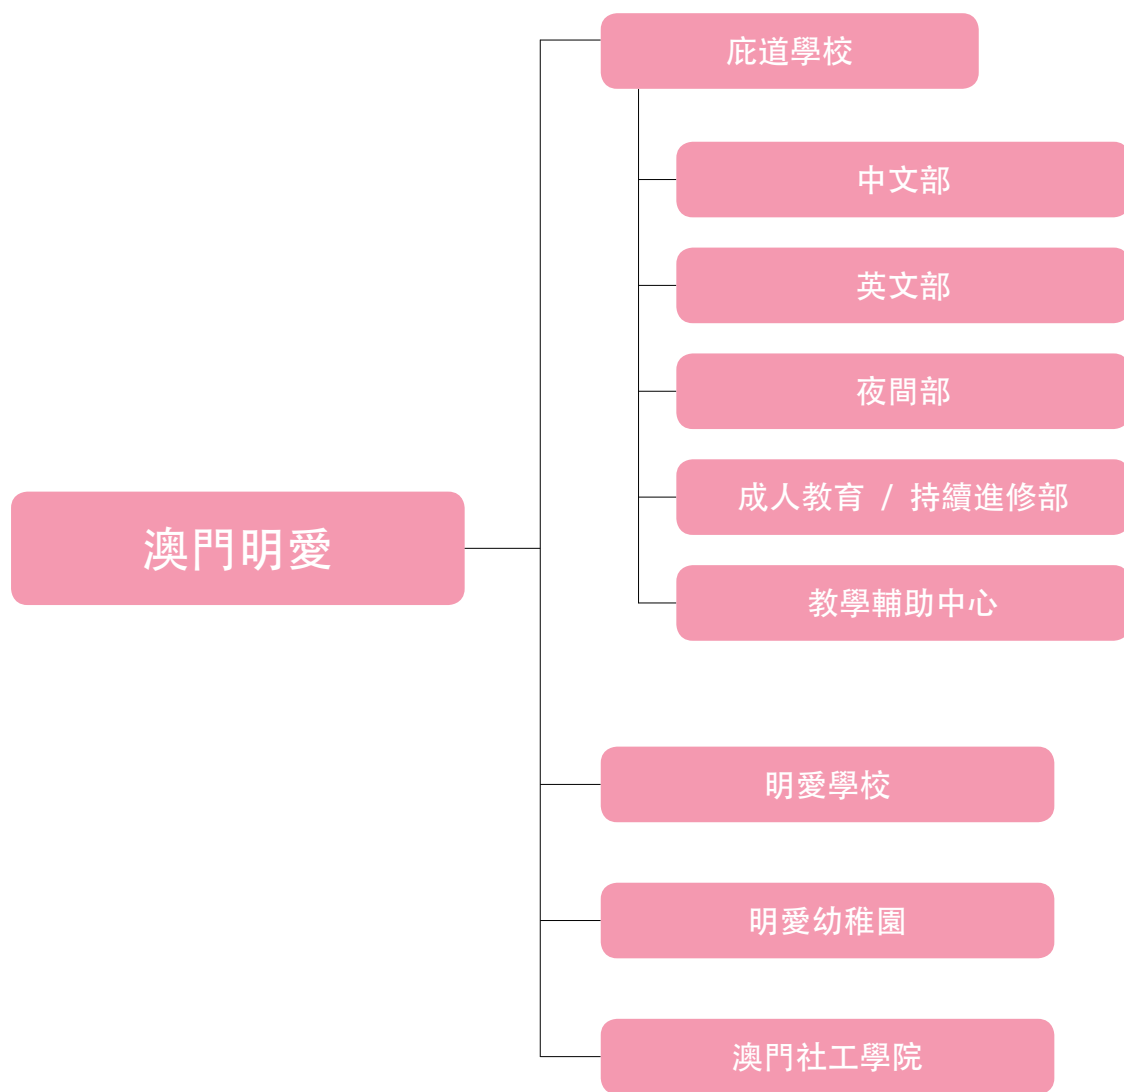 庇道學校
中文部
英文部
夜間部
成人教育 / 持續進修部
澳門明愛
教學輔助中心
明愛學校
明愛幼稚園
澳門社工學院